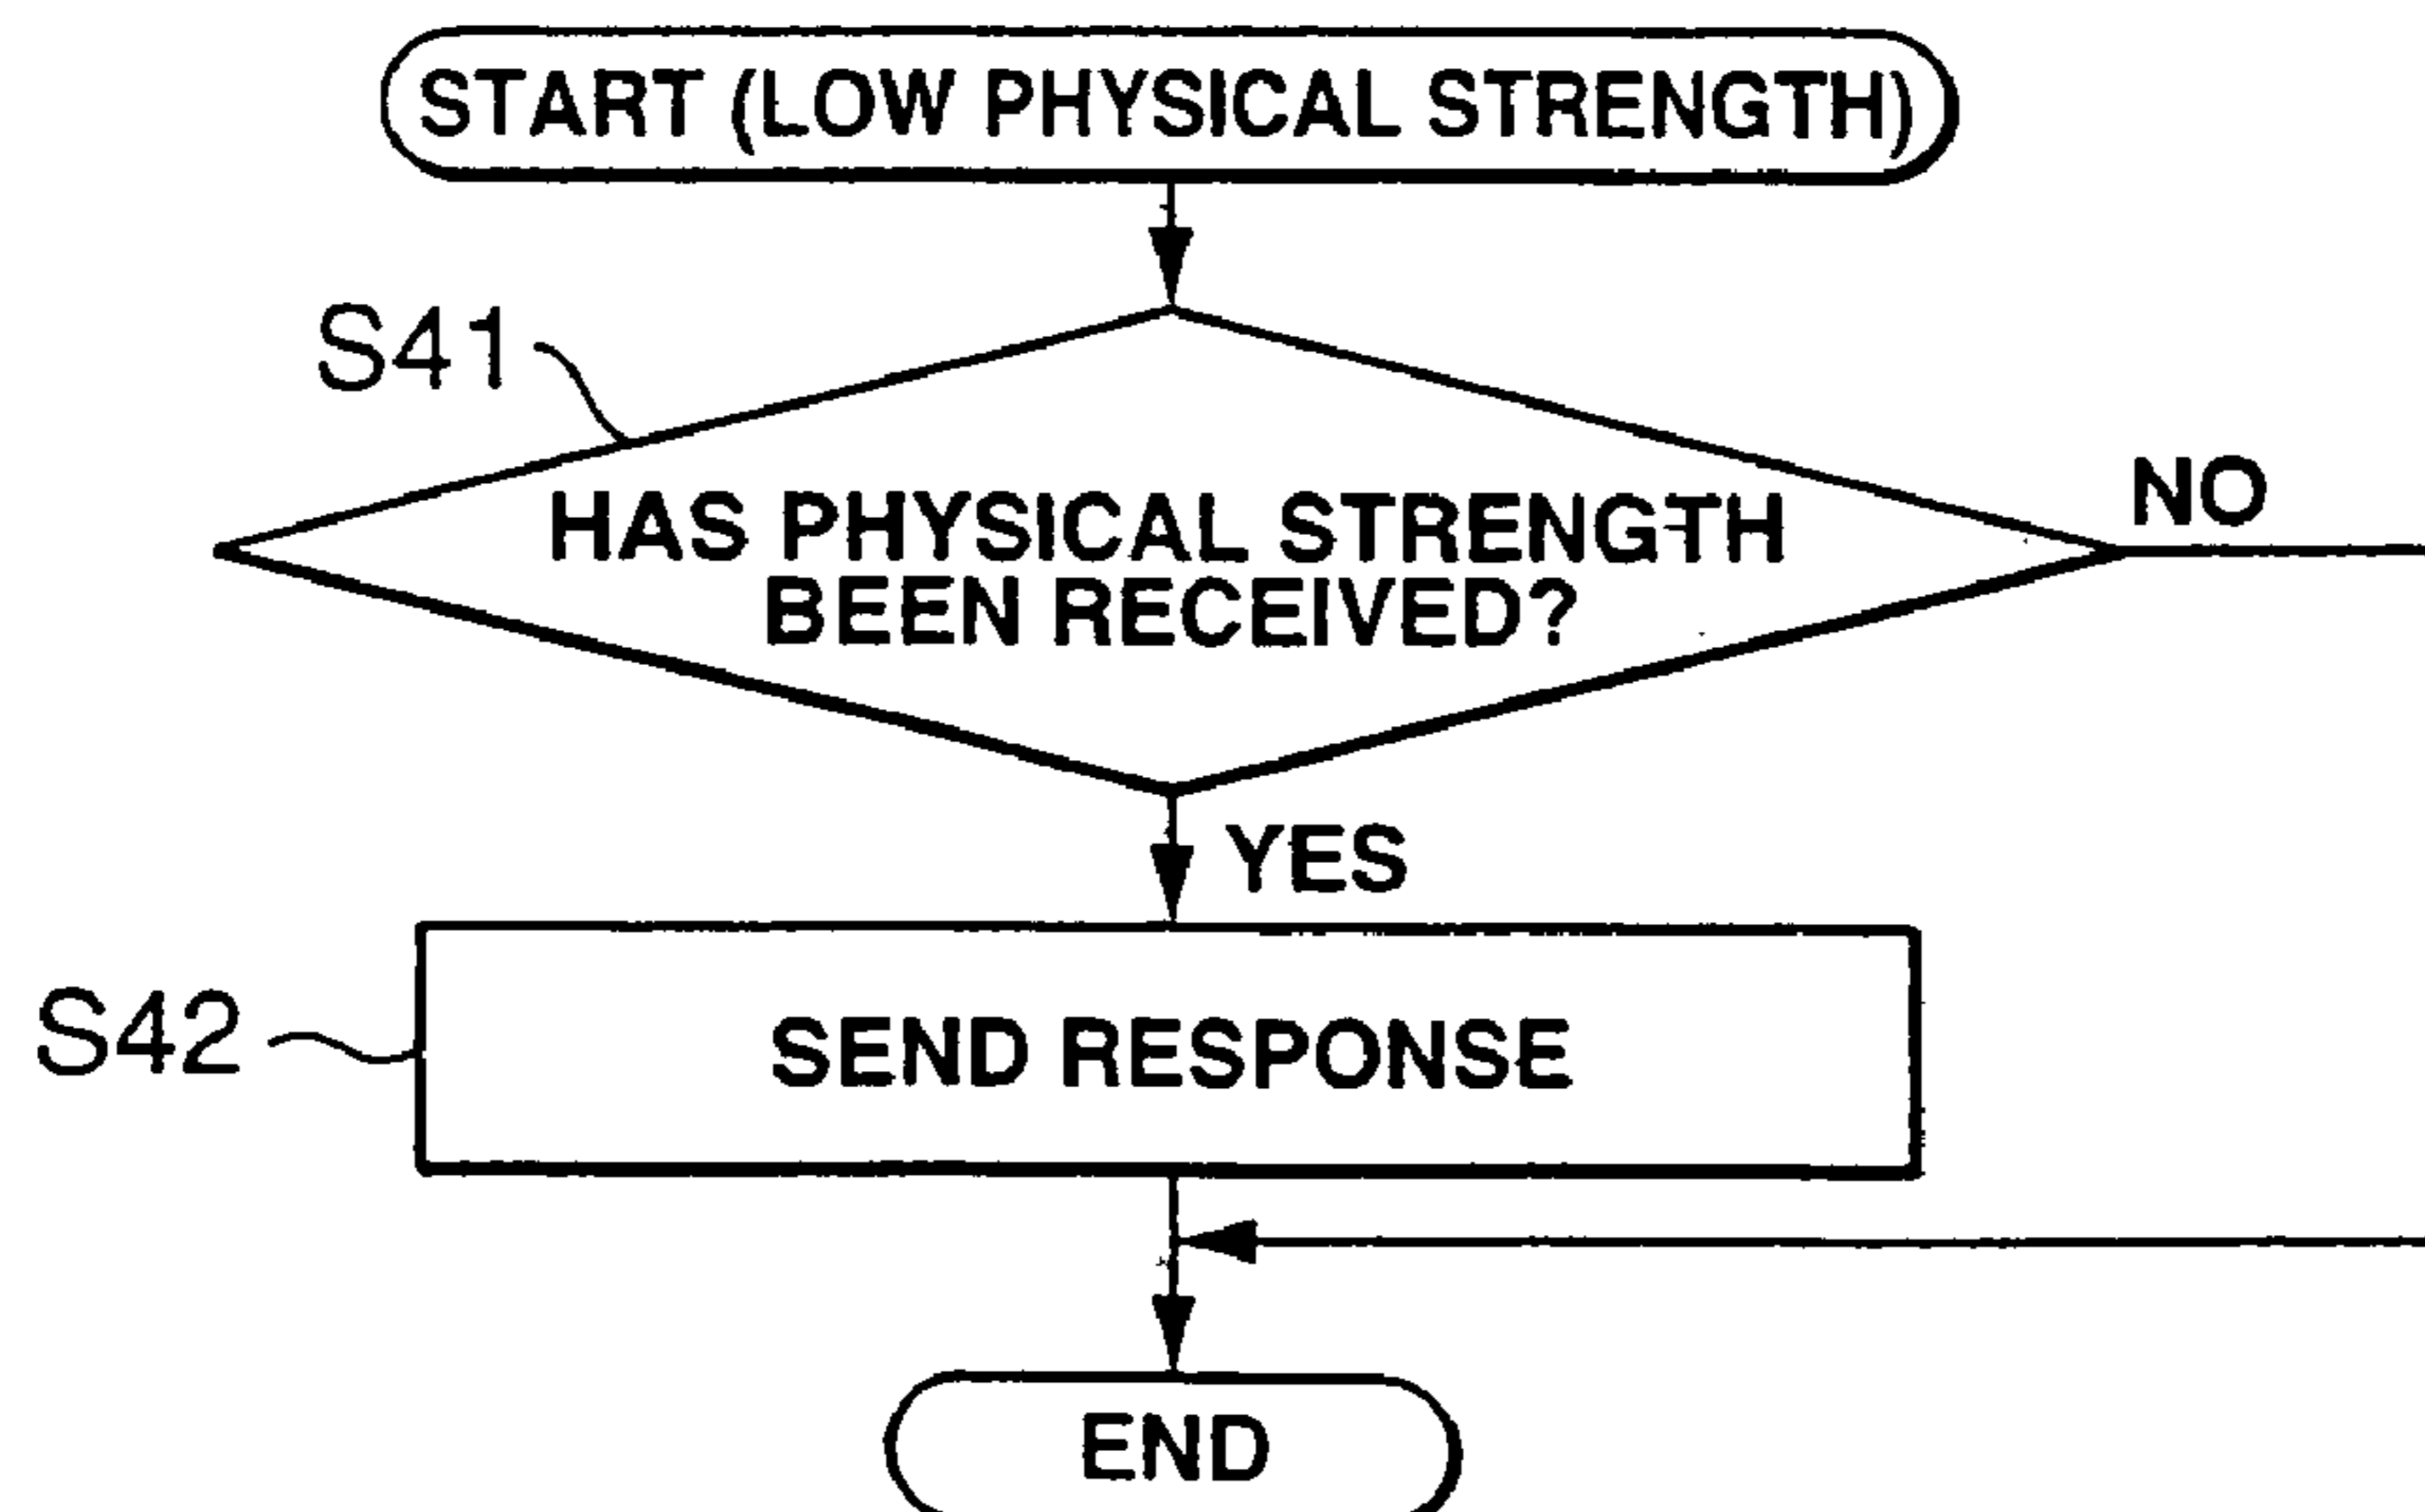 START (LOW PHYSICAL STRENGTH)
S41
HAS PHYSICAL STRENGTH
BEEN RECEIVED?
NO
YES
S42
SEND RESPONSE
END